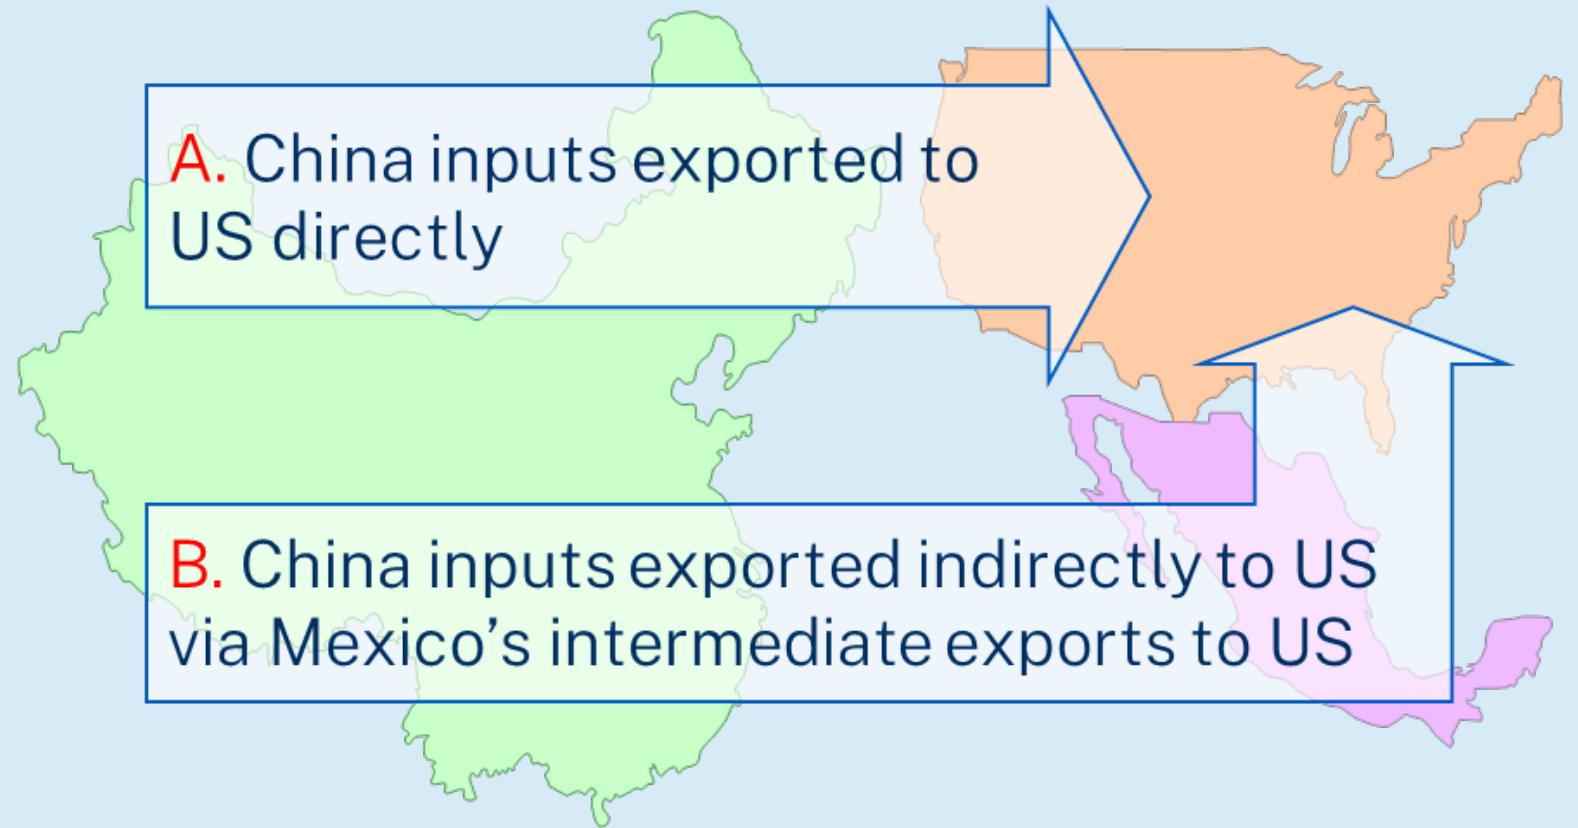 A. China inputs exported to
US directly
B. China inputs exported indirectly to US
via Mexico’s intermediate exports to US